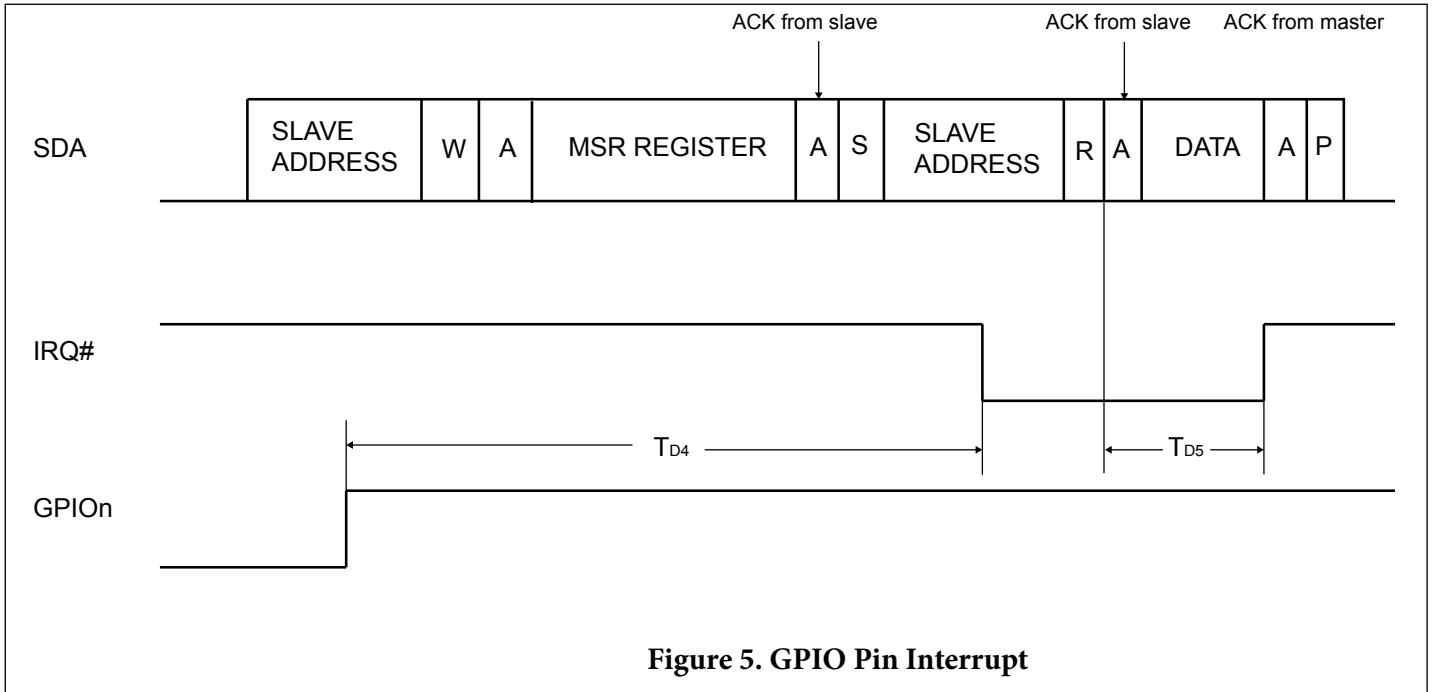 ACK from slave ACK from slave ACK from master
SDA SLAVE ADDRESS W A MSR REGISTER A S SLAVE ADDRESS R A DATA A P
IRQ#
TD4 TD5
GPIOn
Figure 5. GPIO Pin Interrupt